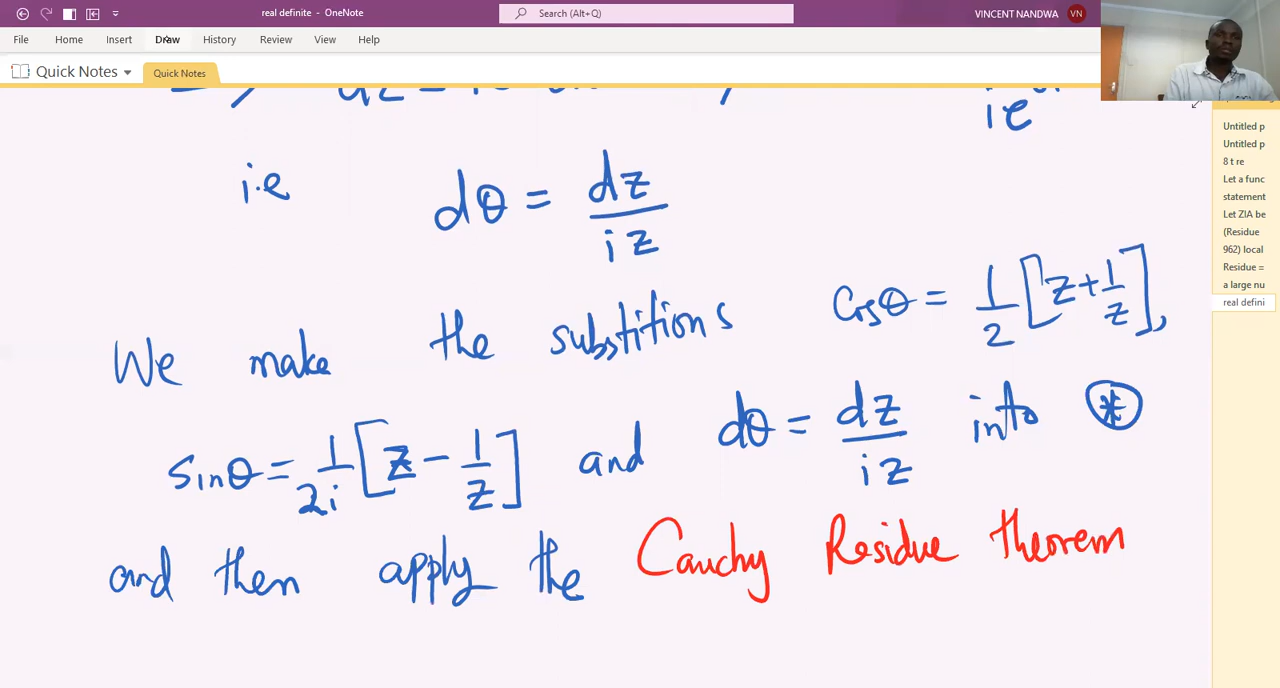 real definite - OneNote
Search (Alt+Q)
VINCENT NANDWA
VN
File Home Insert Draw History Review View Help
Quick Notes
Quick Notes
i.e
dθ = dz / iz
cosθ = 1/2 [z + 1/z],
We make the substitions
sinθ = 1/2i [z - 1/z] and dθ = dz / iz into ⊛
and then apply the Cauchy Residue theorem
Untitled p
Untitled p
8 t re
Let a func
statement
Let ZIA be
(Residue
962) local
Residue =
a large nu
real defini